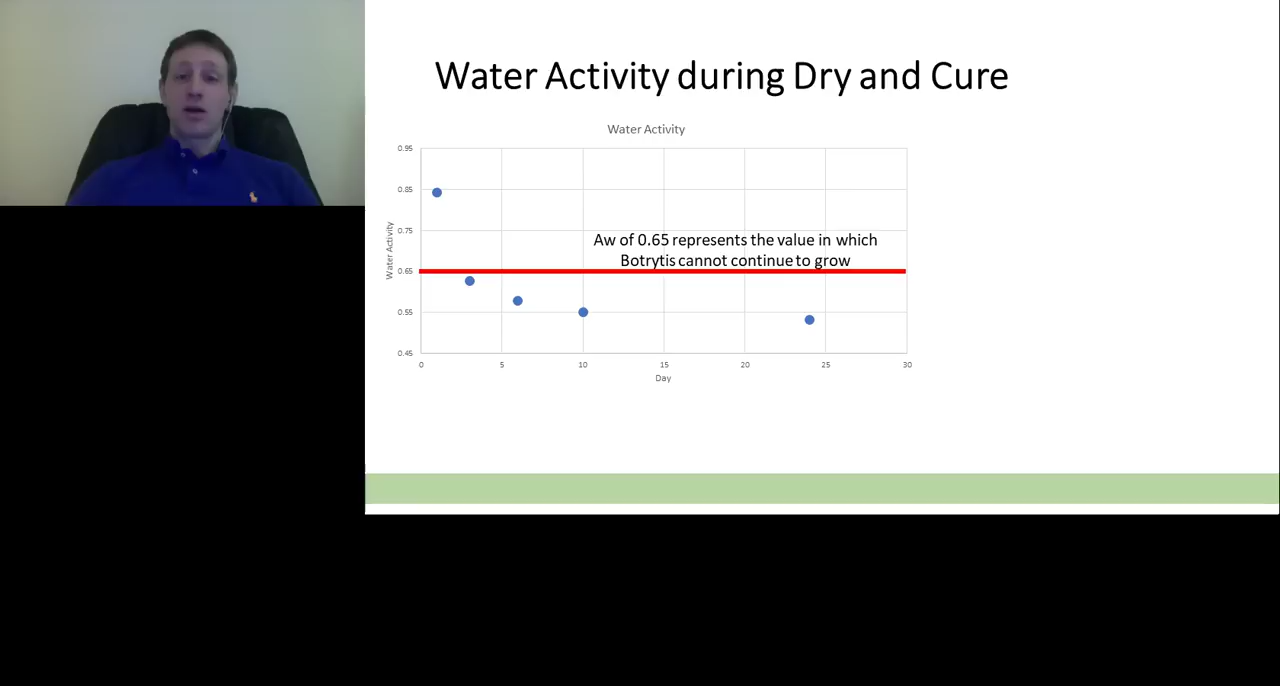 Water Activity during Dry and Cure
Water Activity
0.95
0.85
0.75
0.65
0.55
0.45
Water Activity
Aw of 0.65 represents the value in which
Botrytis cannot continue to grow
0 5 10 15 20 25 30
Day